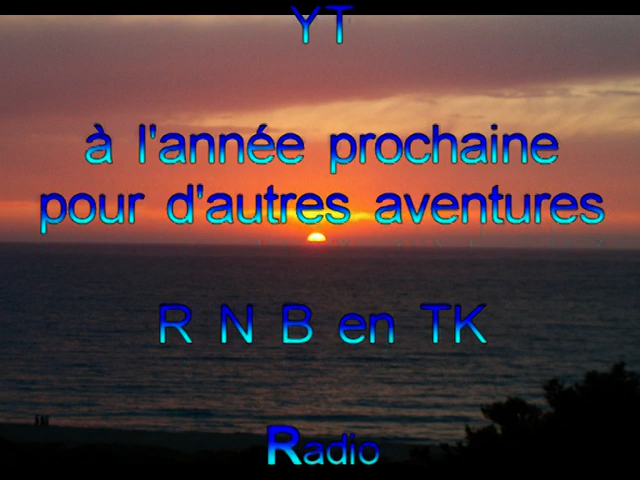 YT
à l'année prochaine
pour d'autres aventures
R N B en TK
Radio